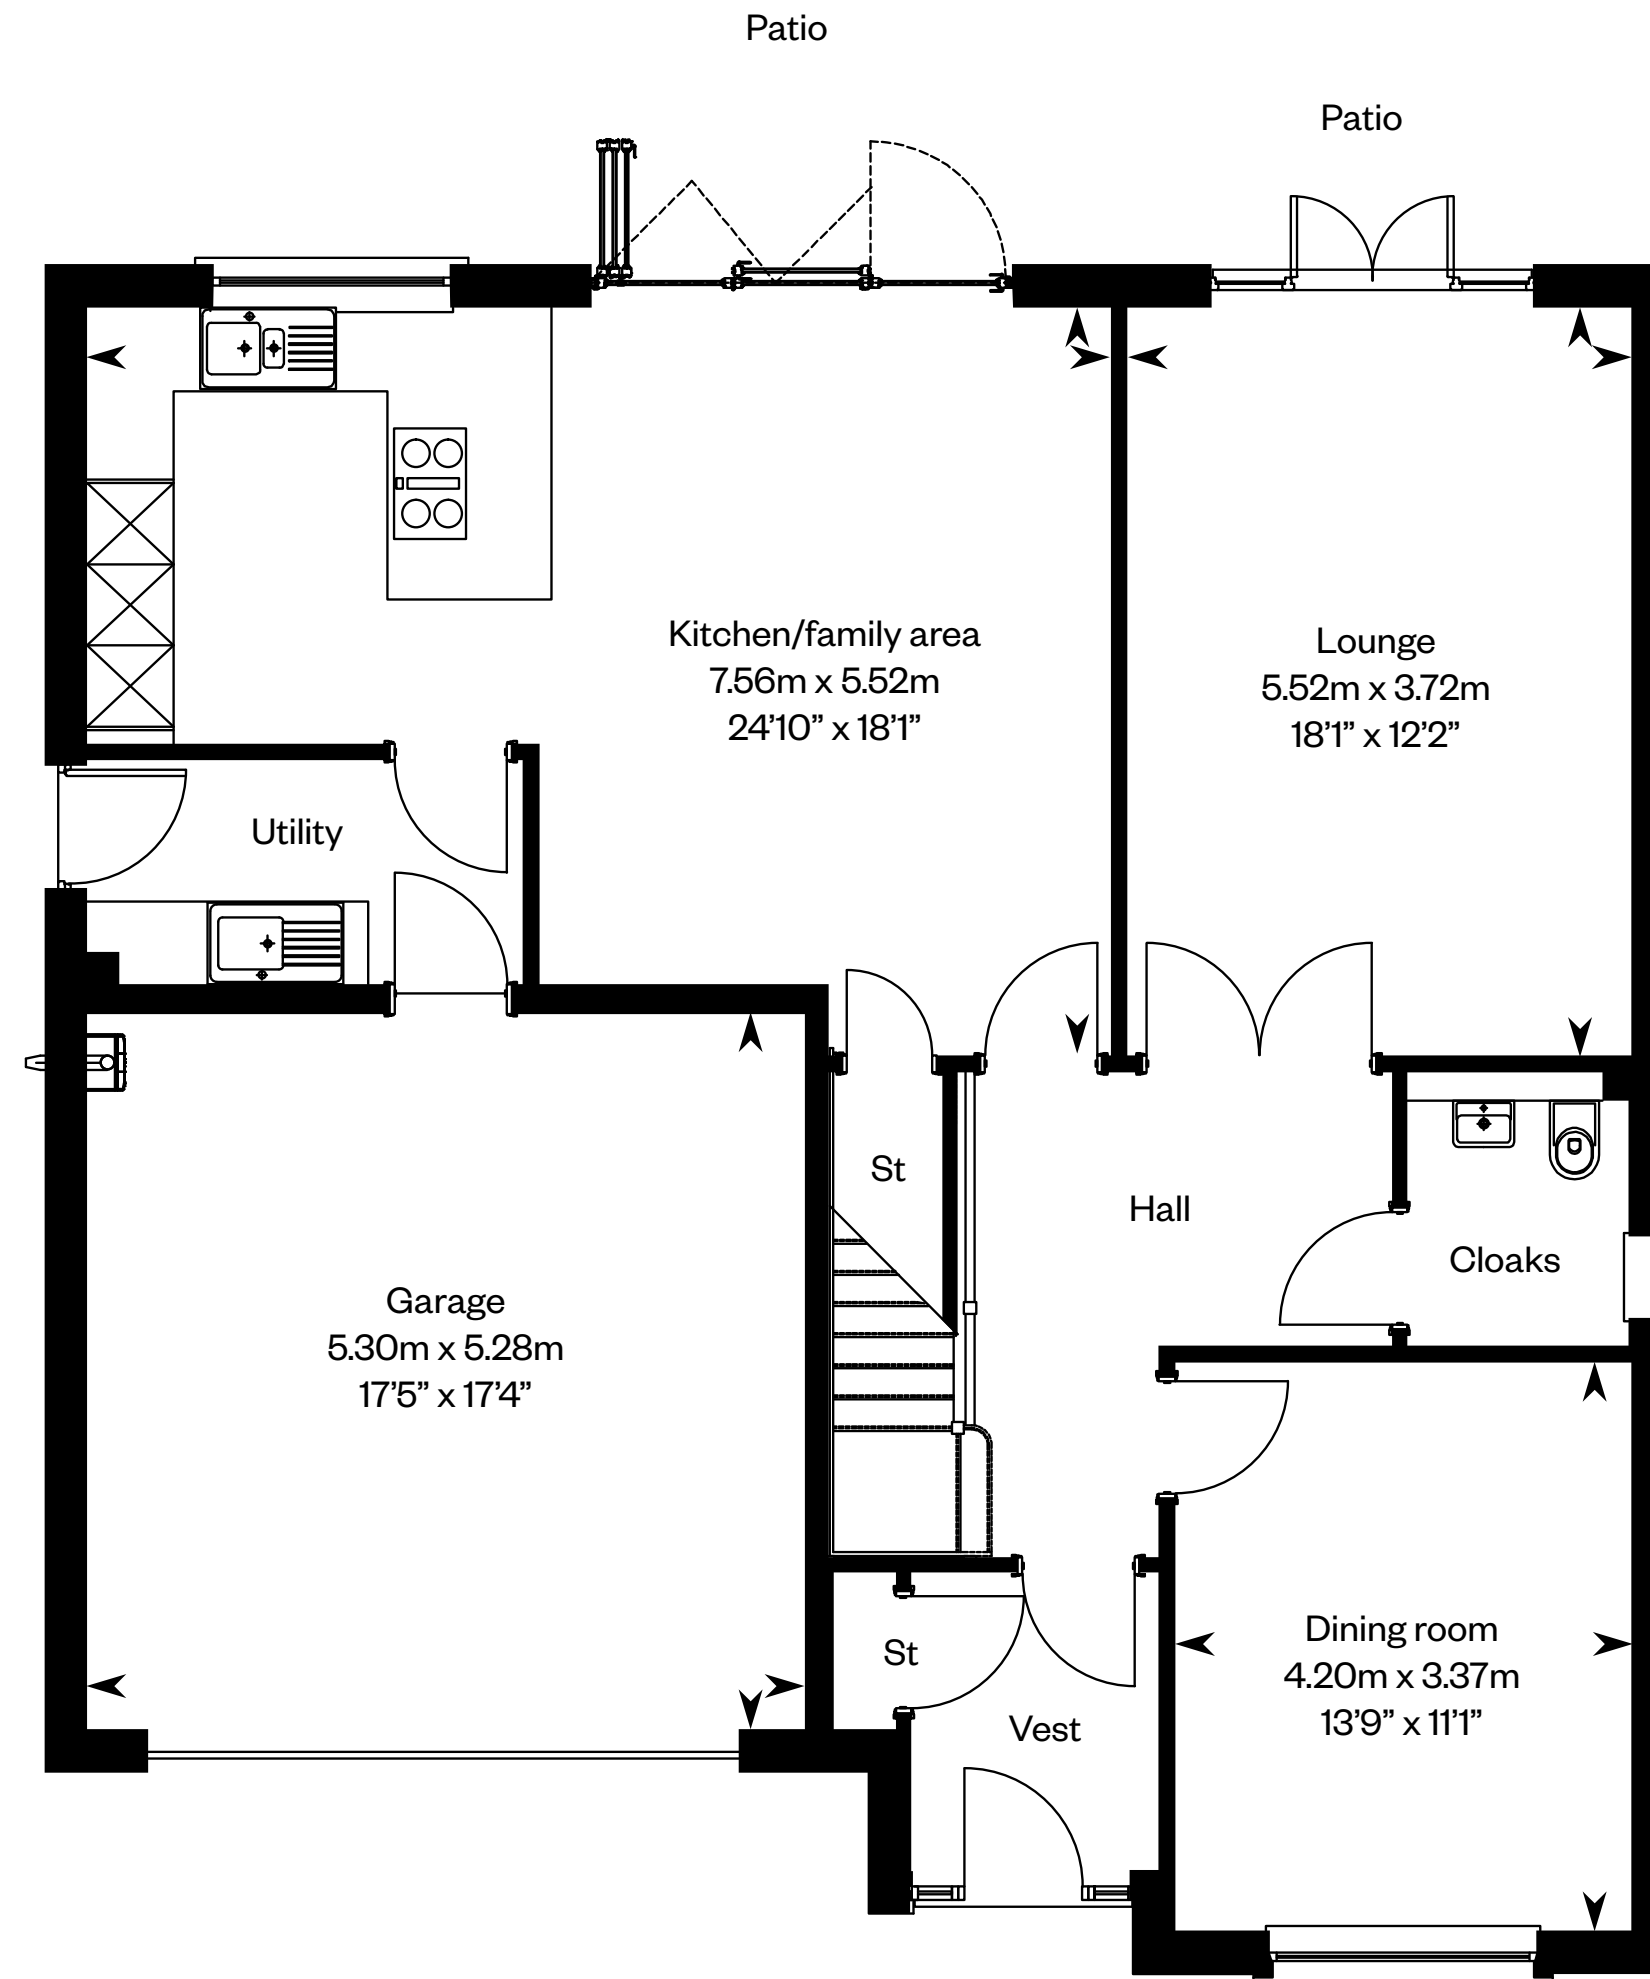 Patio
Patio
Kitchen/family area
7.56m x 5.52m
24’10” x 18’1”
Lounge
5.52m x 3.72m
18’1” x 12’2”
Utility
St
Hall
Cloaks
Garage
5.30m x 5.28m
17’5” x 17’4”
Dining room
4.20m x 3.37m
13’9” x 11’1”
St
Vest